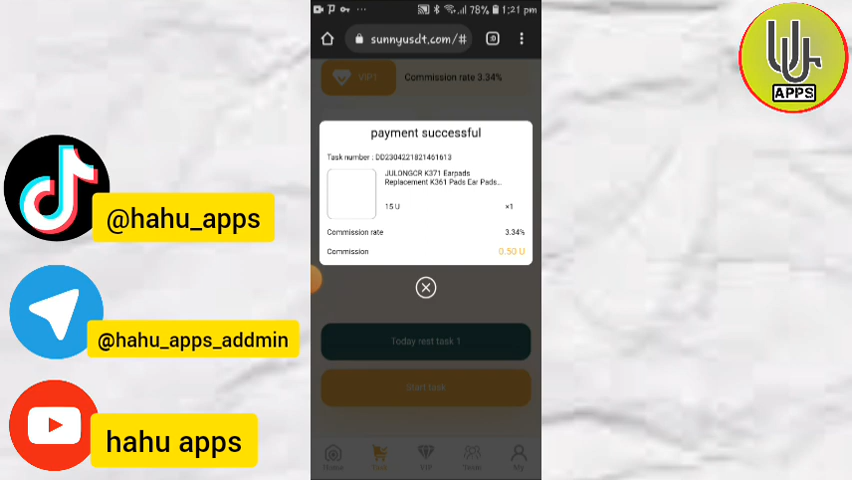 78% 1:21 pm
sunnyusdt.com/#
VIP1
Commission rate 3.34%
payment successful
Task number : DD2304221821461613
JULONGCR K371 Earpads
Replacement K361 Pads Ear Pads...
15 U ×1
Commission rate 3.34%
Commission 0.50 U
Today rest task 1
Start task
Home Task VIP Team My
@hahu_apps
@hahu_apps_addmin
hahu apps
APPS